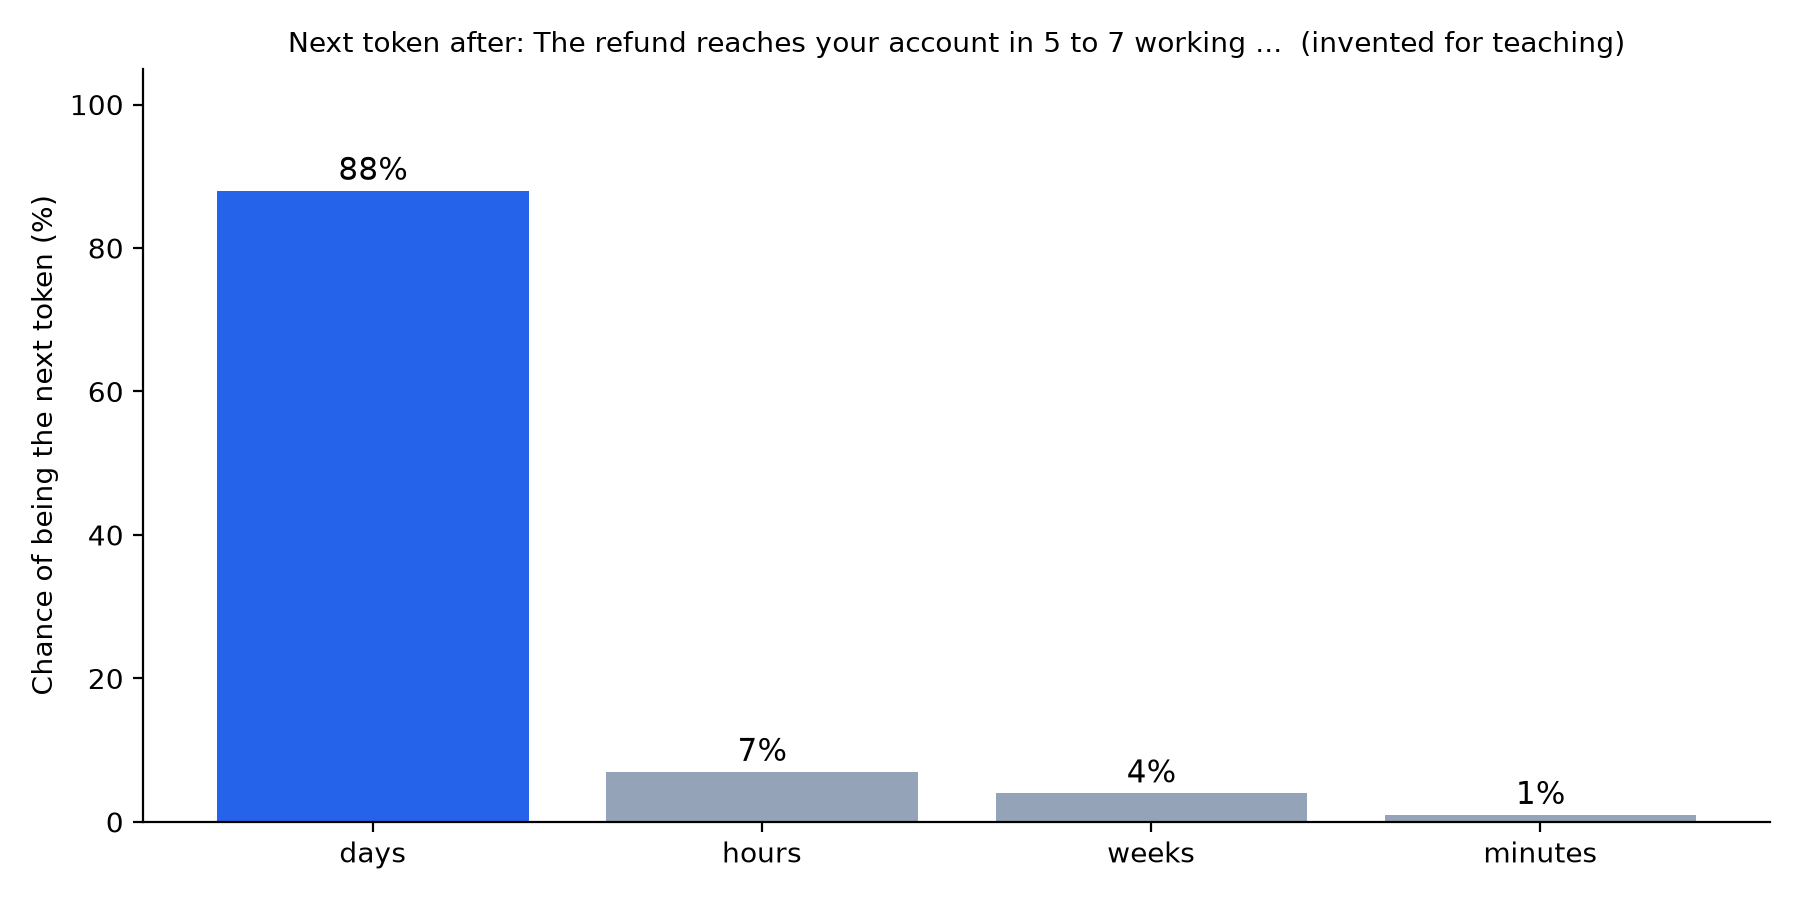 Next token after: The refund reaches your account in 5 to 7 working ...  (invented for teaching)
Chance of being the next token (%)
100
80
60
40
20
0
88%
7%
4%
1%
days
hours
weeks
minutes